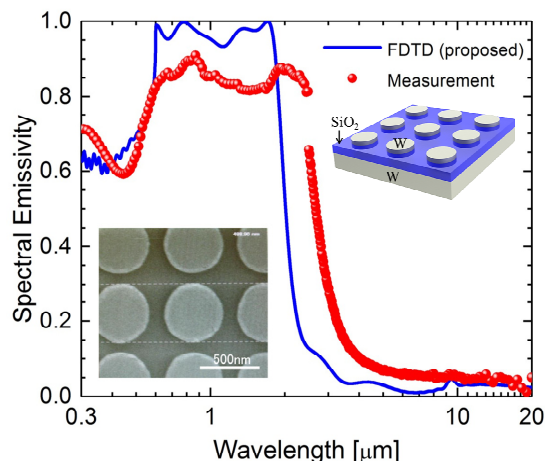 1.0
0.8
0.6
0.4
0.2
0.0
Spectral Emissivity
FDTD (proposed)
Measurement
SiO₂
W
W
500nm
0.3
1
10
20
Wavelength [μm]